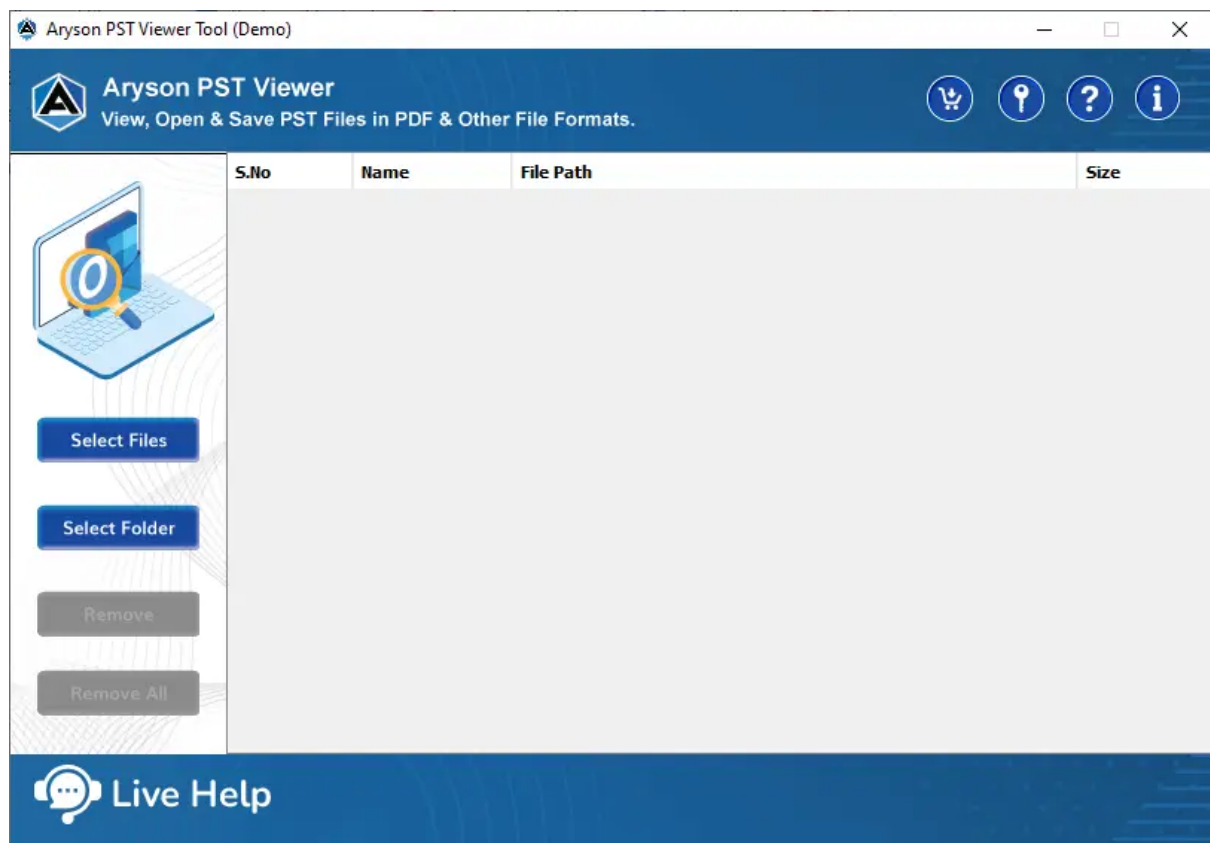 Aryson PST Viewer Tool (Demo)
Aryson PST Viewer
View, Open & Save PST Files in PDF & Other File Formats.
S.No Name File Path Size
Select Files
Select Folder
Remove
Remove All
Live Help